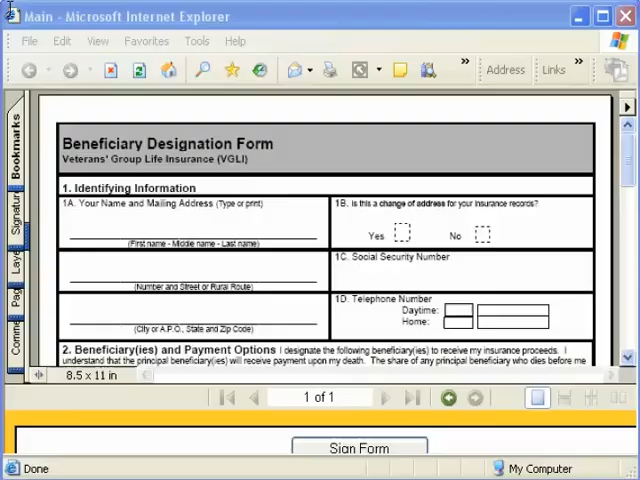 Main - Microsoft Internet Explorer
File Edit View Favorites Tools Help
» Address Links »
Bookmarks
Signature
Laye
Pag
Comme
Beneficiary Designation Form
Veterans' Group Life Insurance (VGLI)
1. Identifying Information
1A. Your Name and Mailing Address (Type or print)
(First name - Middle name - Last name)
(Number and Street or Rural Route)
(City or A.P.O., State and Zip Code)
1B. Is this a change of address for your insurance records?
Yes No
1C. Social Security Number
1D. Telephone Number
Daytime:
Home:
2. Beneficiary(ies) and Payment Options I designate the following beneficiary(ies) to receive my insurance proceeds. I
understand that the principal beneficiary(ies) will receive payment upon my death. The share of any principal beneficiary who dies before me
8.5 x 11 in
1 of 1
Sign Form
Done My Computer